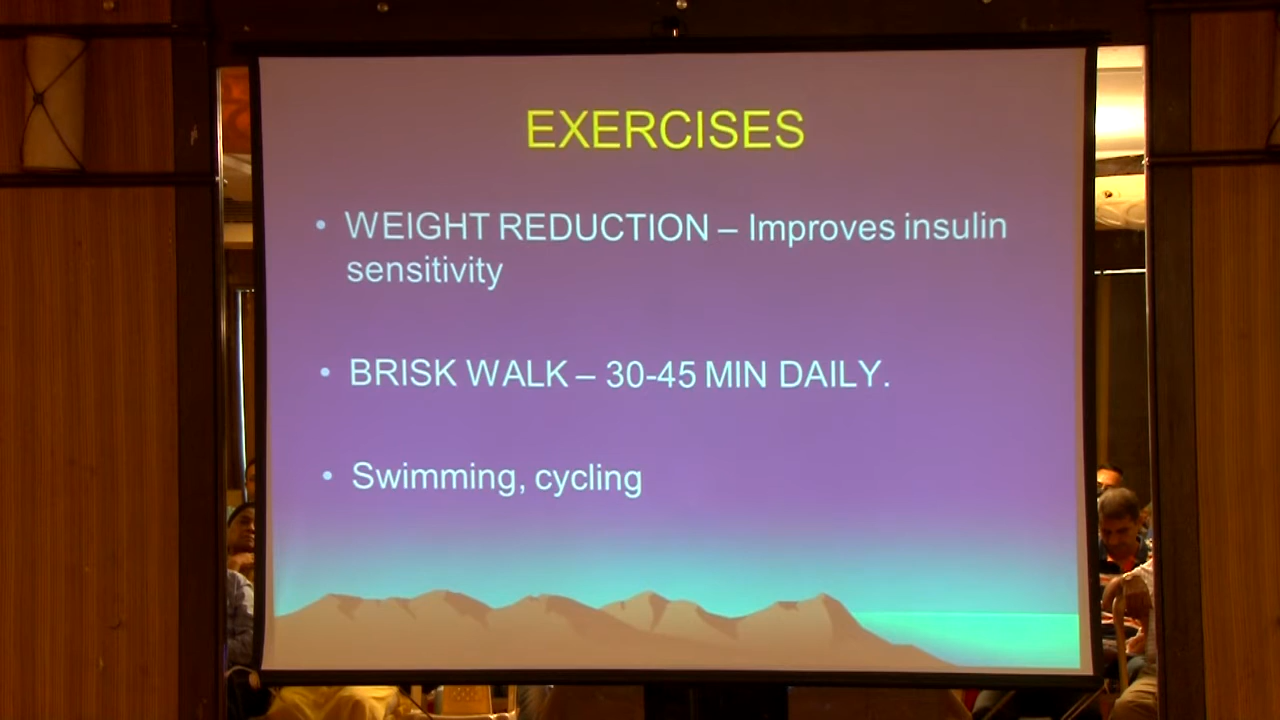 EXERCISES
• WEIGHT REDUCTION – Improves insulin
sensitivity
• BRISK WALK – 30-45 MIN DAILY.
• Swimming, cycling